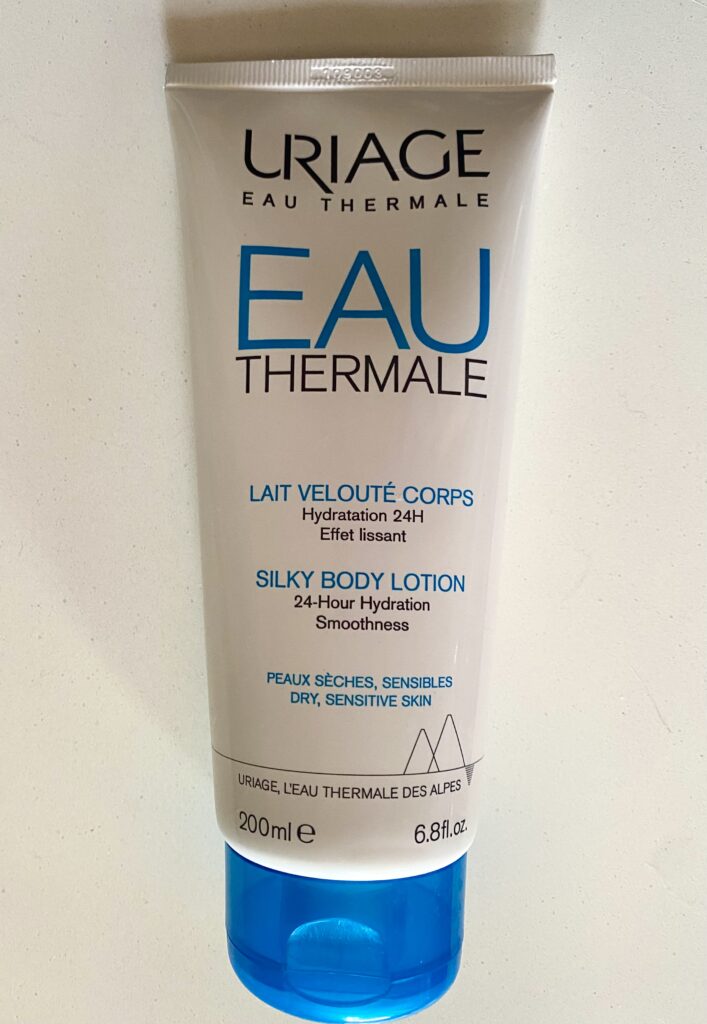 URIAGE
EAU THERMALE
EAU
THERMALE
LAIT VELOUTÉ CORPS
Hydratation 24H
Effet lissant
SILKY BODY LOTION
24-Hour Hydration
Smoothness
PEAUX SÈCHES, SENSIBLES
DRY, SENSITIVE SKIN
URIAGE, L'EAU THERMALE DES ALPES
200ml ℮ 6.8fl.oz.